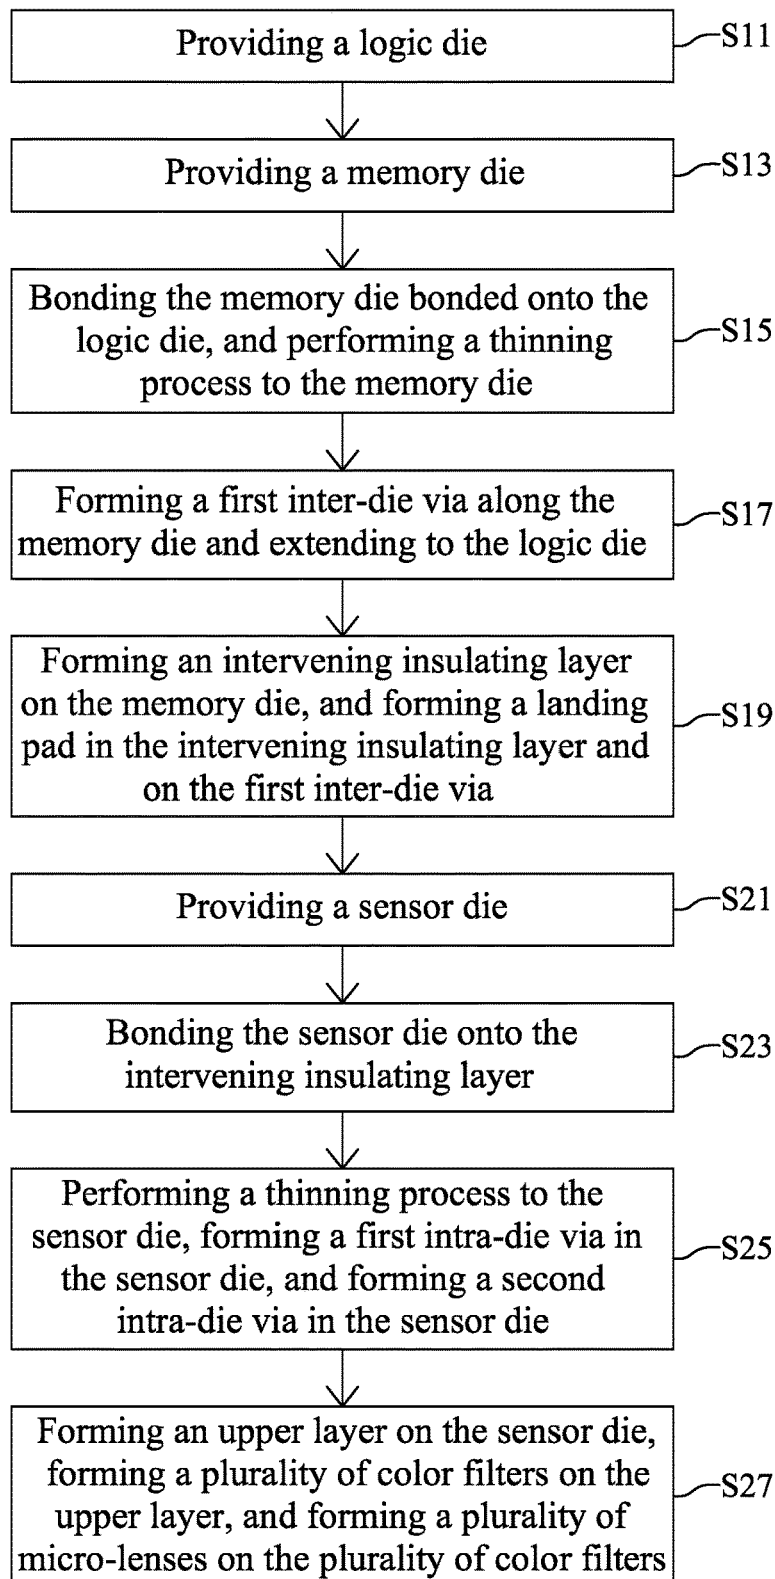 Providing a logic die
S11
Providing a memory die
S13
Bonding the memory die bonded onto the
logic die, and performing a thinning
process to the memory die
S15
Forming a first inter-die via along the
memory die and extending to the logic die
S17
Forming an intervening insulating layer
on the memory die, and forming a landing
pad in the intervening insulating layer and
on the first inter-die via
S19
Providing a sensor die
S21
Bonding the sensor die onto the
intervening insulating layer
S23
Performing a thinning process to the
sensor die, forming a first intra-die via in
the sensor die, and forming a second
intra-die via in the sensor die
S25
Forming an upper layer on the sensor die,
forming a plurality of color filters on the
upper layer, and forming a plurality of
micro-lenses on the plurality of color filters
S27